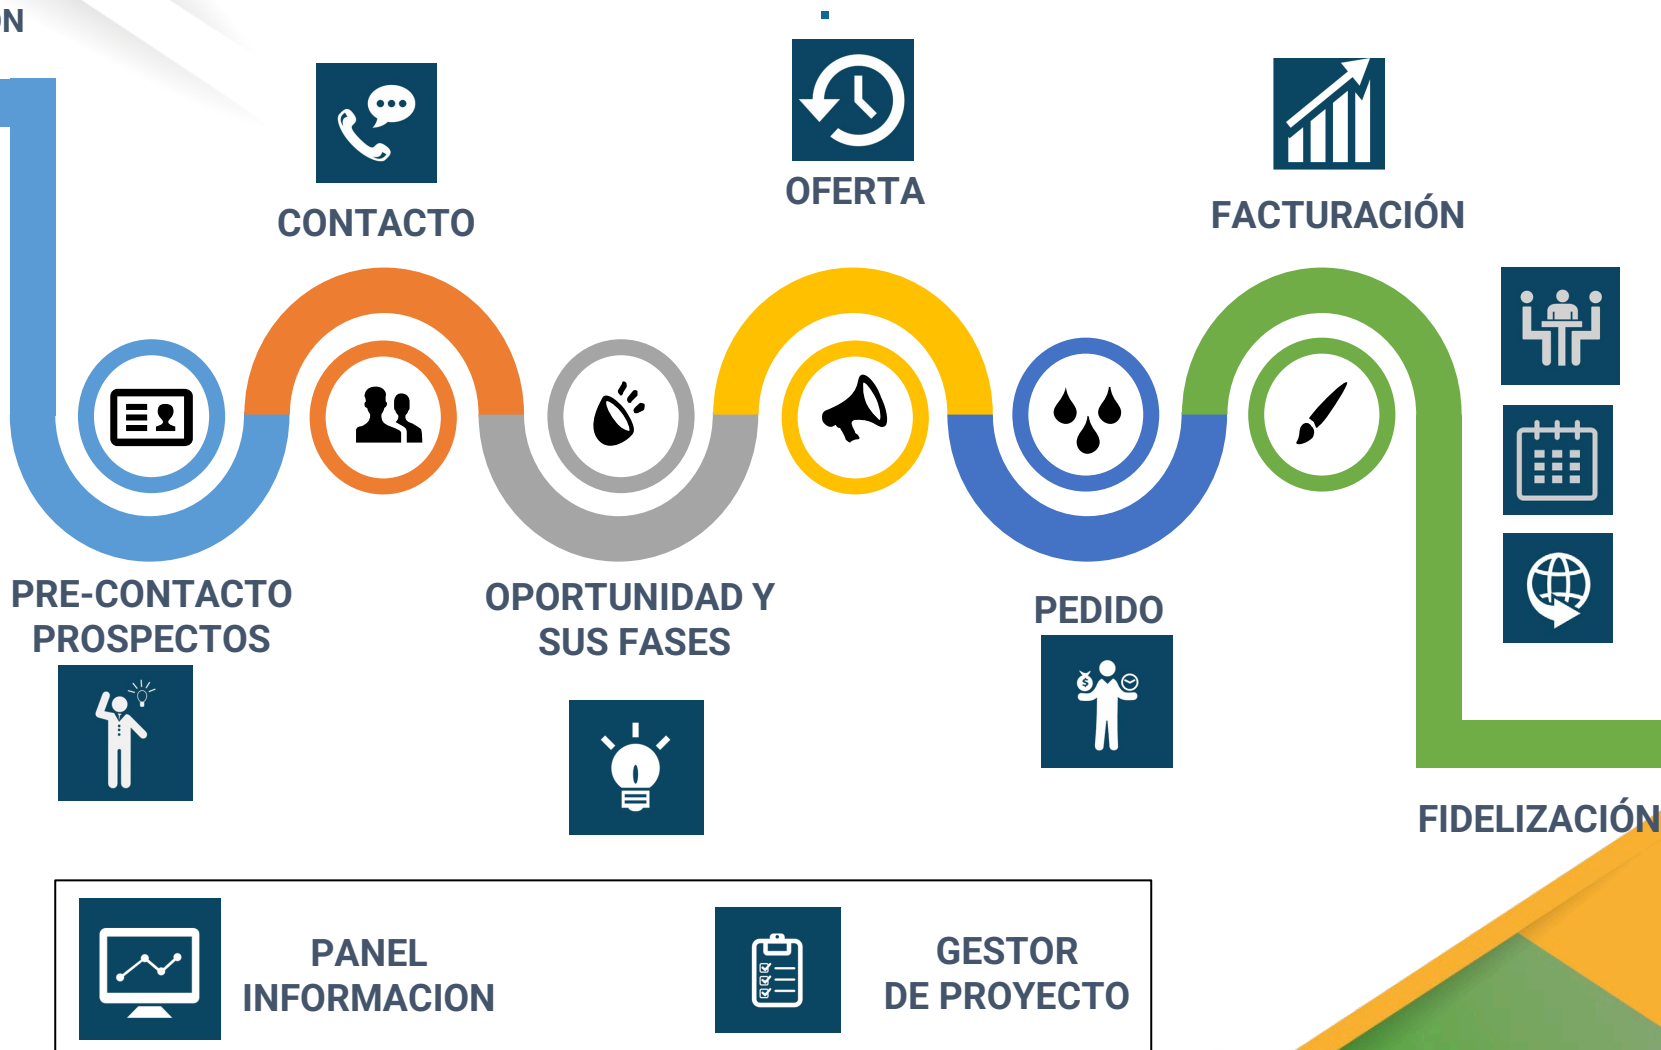 CONTACTO
OFERTA
FACTURACIÓN
PRE-CONTACTO
PROSPECTOS
OPORTUNIDAD Y
SUS FASES
PEDIDO
FIDELIZACIÓN
PANEL
INFORMACION
GESTOR
DE PROYECTO